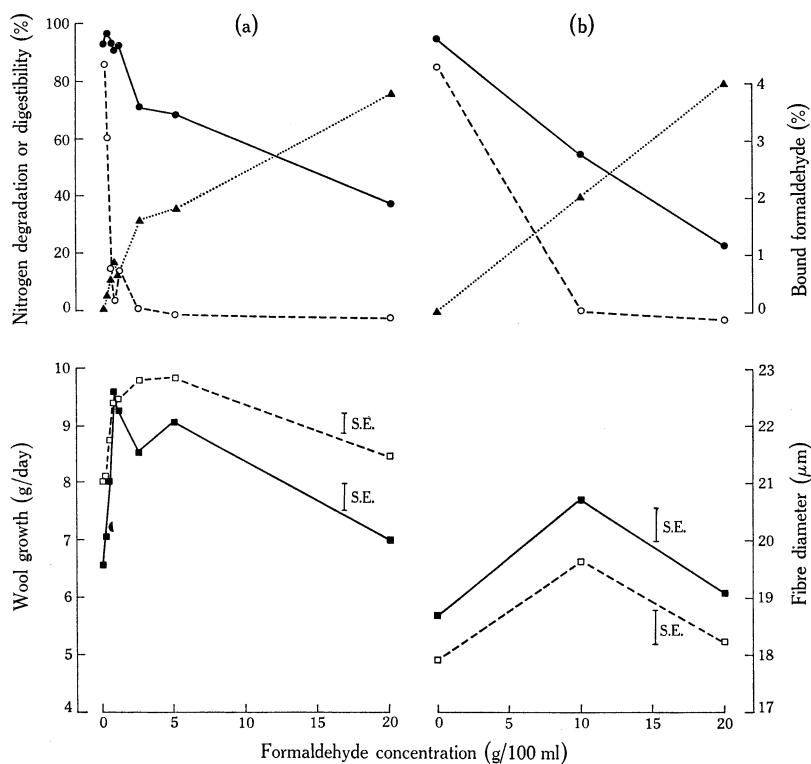 (a)
(b)
Nitrogen degradation or digestibility (%)
100
80
60
40
20
0
4
3
2
1
0
Bound formaldehyde (%)
Wool growth (g/day)
10
9
8
7
6
5
4
S.E.
S.E.
S.E.
S.E.
23
22
21
20
19
18
17
Fibre diameter (μm)
0 5 10 15 20
0 5 10 15 20
Formaldehyde concentration (g/100 ml)